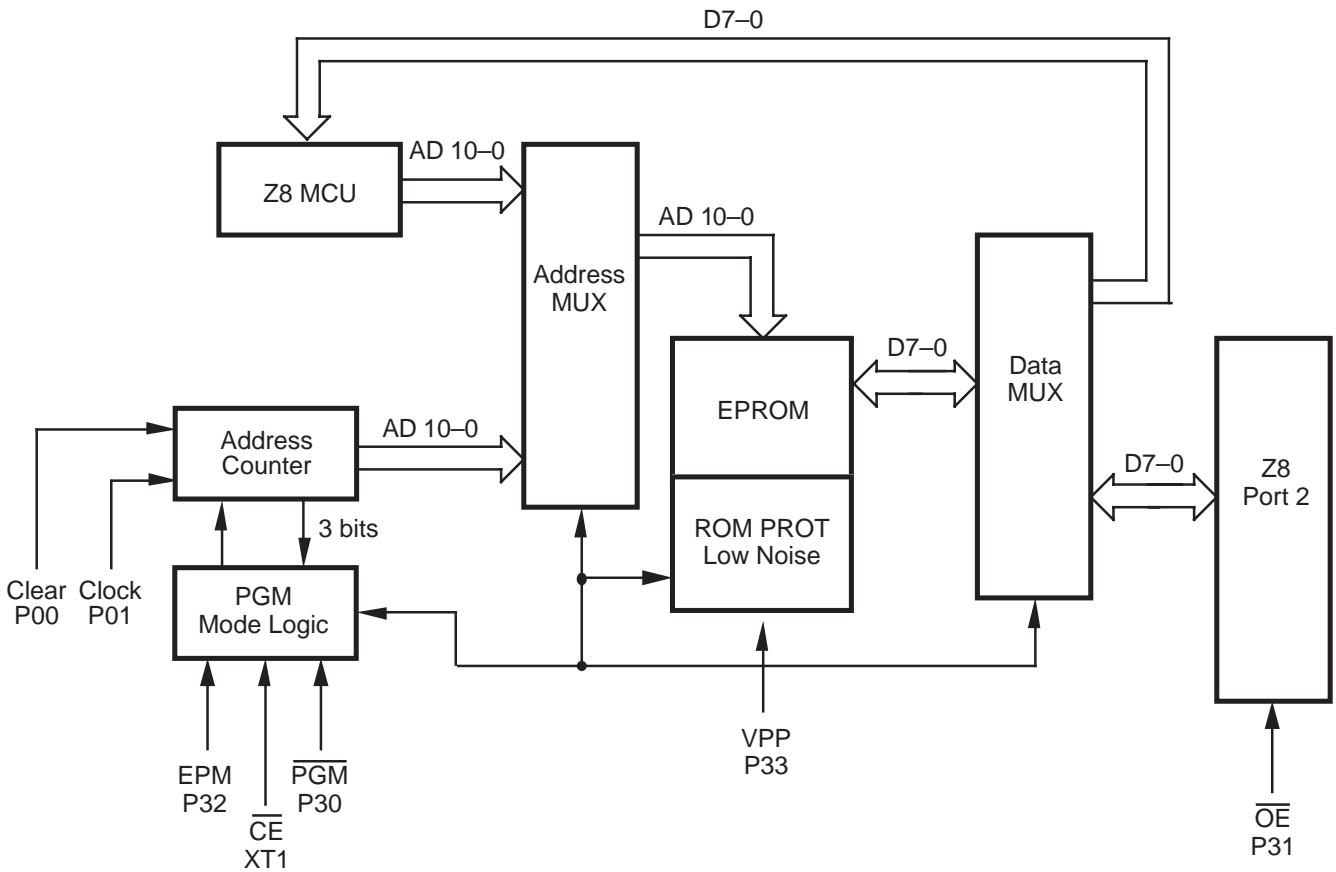 D7–0
AD 10–0
Z8 MCU
AD 10–0
Address
MUX
D7–0
Data
MUX
EPROM
Address
Counter
AD 10–0
D7–0
Z8
Port 2
3 bits
ROM PROT
Low Noise
Clear
P00
Clock
P01
PGM
Mode Logic
VPP
P33
EPM
P32
PGM
P30
CE
XT1
OE
P31